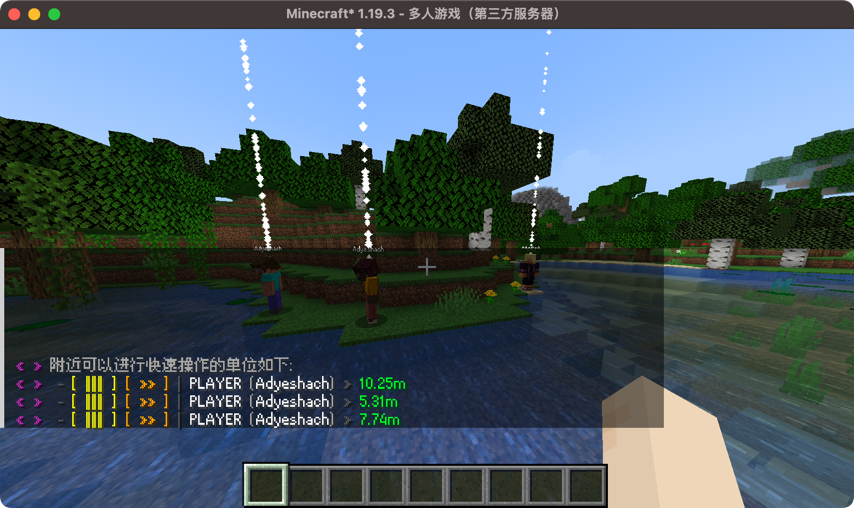 Minecraft* 1.19.3 - 多人游戏（第三方服务器）
Adyeshach Adyeshach
« » 附近可以进行快速操作的单位如下:
« » - [ ||| ] [ >> ] | PLAYER (Adyeshach) > 10.25m
« » - [ ||| ] [ >> ] | PLAYER (Adyeshach) > 5.31m
« » - [ ||| ] [ >> ] | PLAYER (Adyeshach) > 7.74m